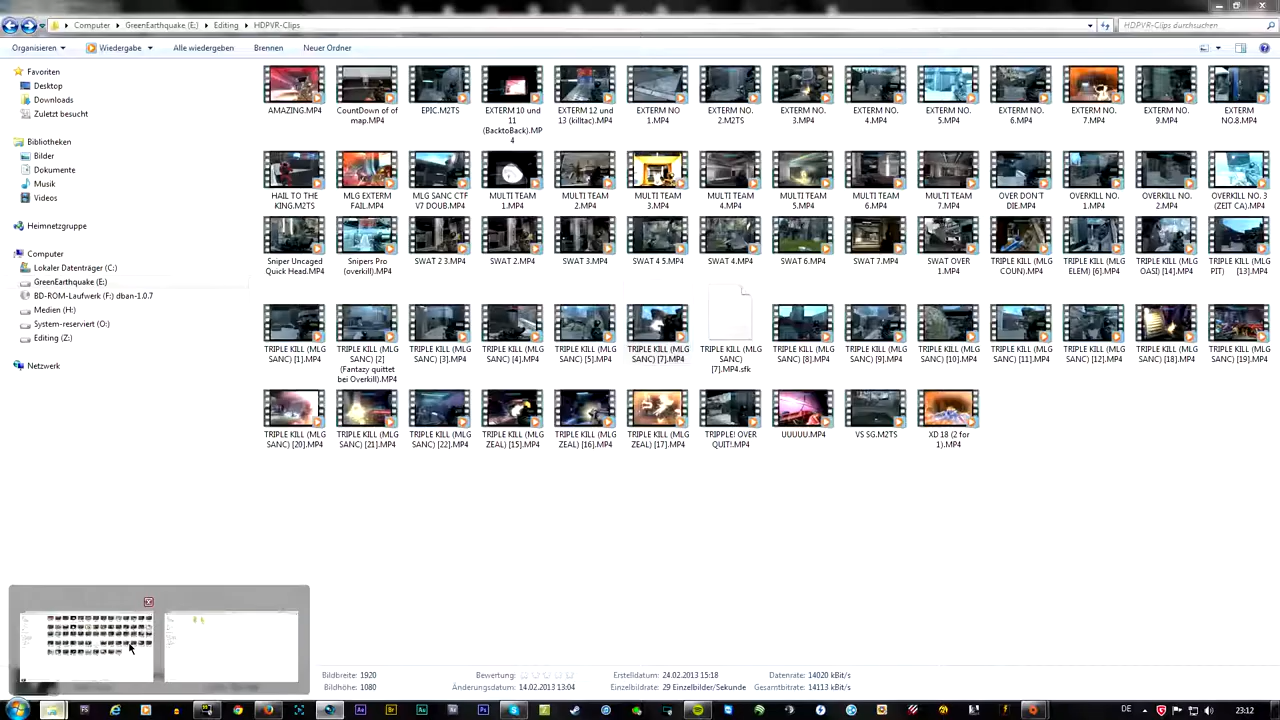 Computer GreenEarthquake (E:) Editing HDPVR-Clips HDPVR-Clips durchsuchen
Organisieren Wiedergabe Alle wiedergeben Brennen Neuer Ordner
Favoriten
Desktop
Downloads
Zuletzt besucht
Bibliotheken
Bilder
Dokumente
Musik
Videos
Heimnetzgruppe
Computer
Lokaler Datenträger (C:)
GreenEarthquake (E:)
BD-ROM-Laufwerk (F:) dban-1.0.7
Medien (H:)
System-reserviert (O:)
Editing (Z:)
Netzwerk
AMAZING.MP4
CountDown of of
map.MP4
EPIC.M2TS
EXTERM 10 und
11
(BacktoBack).MP
4
EXTERM 12 und
13 (killtac).MP4
EXTERM NO
1.MP4
EXTERM NO.
2.M2TS
EXTERM NO.
3.MP4
EXTERM NO.
4.MP4
EXTERM NO.
5.MP4
EXTERM NO.
6.MP4
EXTERM NO.
7.MP4
EXTERM NO.
9.MP4
EXTERM
NO.8.MP4
HAIL TO THE
KING.M2TS
MLG EXTERM
FAIL.MP4
MLG SANC CTF
V7 DOUB.MP4
MULTI TEAM
1.MP4
MULTI TEAM
2.MP4
MULTI TEAM
3.MP4
MULTI TEAM
4.MP4
MULTI TEAM
5.MP4
MULTI TEAM
6.MP4
MULTI TEAM
7.MP4
OVER DON'T
DIE.MP4
OVERKILL NO.
1.MP4
OVERKILL NO.
2.MP4
OVERKILL NO. 3
(ZEIT CA).MP4
Sniper Uncaged
Quick Head.MP4
Snipers Pro
(overkill).MP4
SWAT 2 3.MP4
SWAT 2.MP4
SWAT 3.MP4
SWAT 4 5.MP4
SWAT 4.MP4
SWAT 6.MP4
SWAT 7.MP4
SWAT OVER
1.MP4
TRIPLE KILL (MLG
COUN).MP4
TRIPLE KILL (MLG
ELEM) [6].MP4
TRIPLE KILL (MLG
OASI) [14].MP4
TRIPLE KILL (MLG
PIT) [13].MP4
TRIPLE KILL (MLG
SANC) [1].MP4
TRIPLE KILL (MLG
SANC) [2]
(Fantazy quittet
bei Overkill).MP4
TRIPLE KILL (MLG
SANC) [3].MP4
TRIPLE KILL (MLG
SANC) [4].MP4
TRIPLE KILL (MLG
SANC) [5].MP4
TRIPLE KILL (MLG
SANC) [7].MP4
TRIPLE KILL (MLG
SANC)
[7].MP4.sfk
TRIPLE KILL (MLG
SANC) [8].MP4
TRIPLE KILL (MLG
SANC) [9].MP4
TRIPLE KILL (MLG
SANC) [10].MP4
TRIPLE KILL (MLG
SANC) [11].MP4
TRIPLE KILL (MLG
SANC) [12].MP4
TRIPLE KILL (MLG
SANC) [18].MP4
TRIPLE KILL (MLG
SANC) [19].MP4
TRIPLE KILL (MLG
SANC) [20].MP4
TRIPLE KILL (MLG
SANC) [21].MP4
TRIPLE KILL (MLG
SANC) [22].MP4
TRIPLE KILL (MLG
ZEAL) [15].MP4
TRIPLE KILL (MLG
ZEAL) [16].MP4
TRIPLE KILL (MLG
ZEAL) [17].MP4
TRIPPLE! OVER
QUIT!.MP4
UUUUU.MP4
VS SG.M2TS
XD 18 (2 for
1).MP4
Bildbreite: 1920 Bewertung: Erstelldatum: 24.02.2013 15:18 Datenrate: 14020 kBit/s
Bildhöhe: 1080 Änderungsdatum: 14.02.2013 13:04 Einzelbildrate: 29 Einzelbilder/Sekunde Gesamtbitrate: 14113 kBit/s
DE 23:12